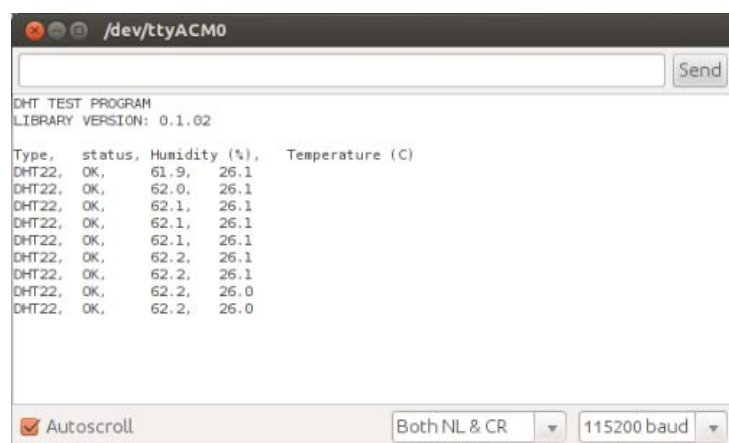 /dev/ttyACM0
Send
DHT TEST PROGRAM
LIBRARY VERSION: 0.1.02
Type, status, Humidity (%), Temperature (C)
DHT22, OK, 61.9, 26.1
DHT22, OK, 62.0, 26.1
DHT22, OK, 62.1, 26.1
DHT22, OK, 62.1, 26.1
DHT22, OK, 62.1, 26.1
DHT22, OK, 62.2, 26.1
DHT22, OK, 62.2, 26.1
DHT22, OK, 62.2, 26.0
DHT22, OK, 62.2, 26.0
Autoscroll Both NL & CR 115200 baud